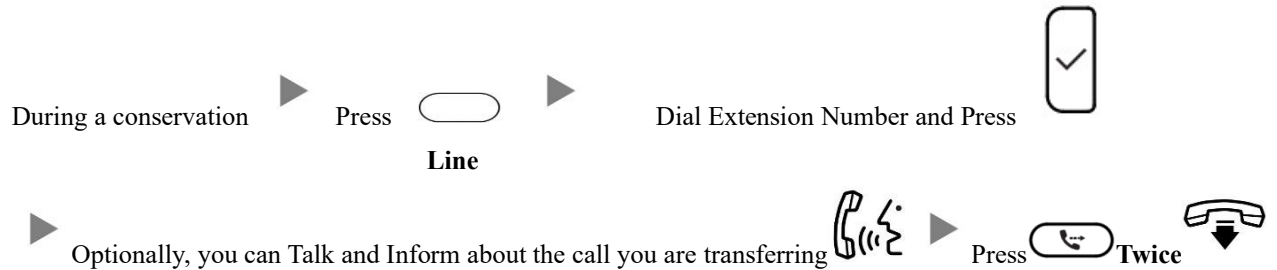 During a conservation Press Dial Extension Number and Press
Line
Optionally, you can Talk and Inform about the call you are transferring Press Twice